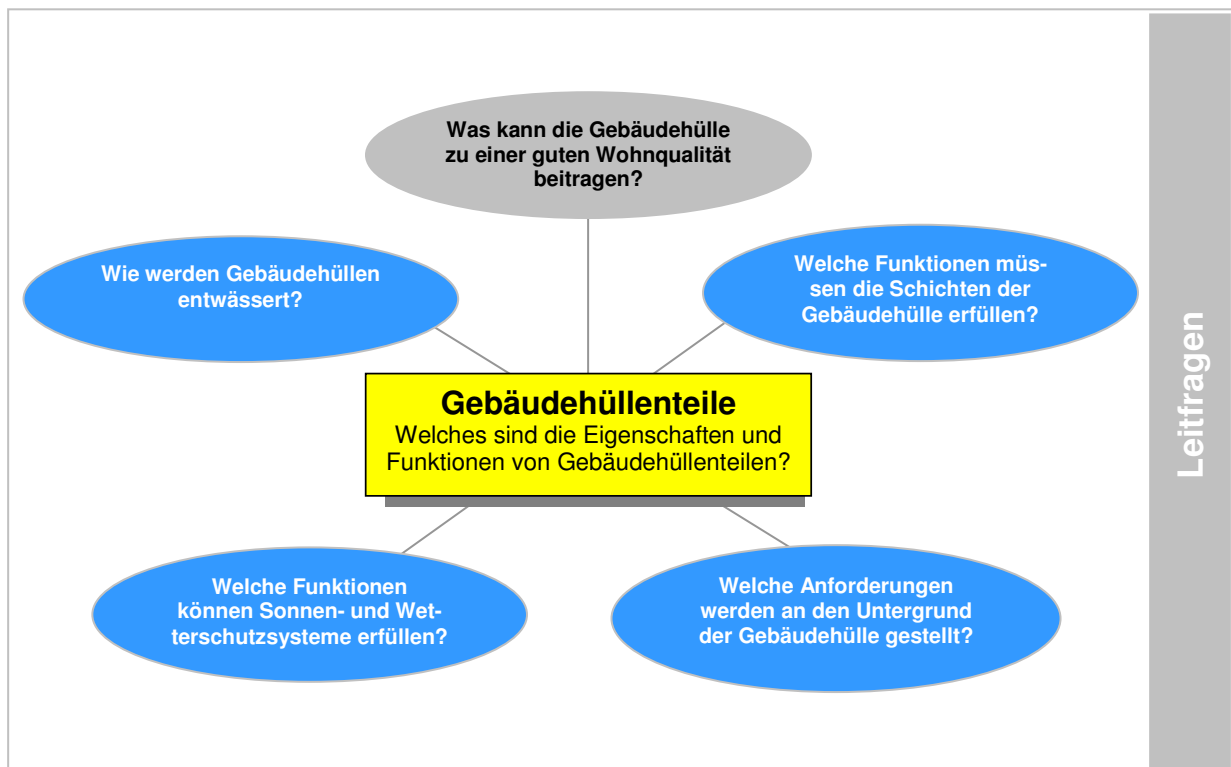 Was kann die Gebäudehülle
zu einer guten Wohnqualität
beitragen?
Wie werden Gebäudehüllen
entwässert?
Welche Funktionen müs-
sen die Schichten der
Gebäudehülle erfüllen?
Gebäudehüllenteile
Welches sind die Eigenschaften und
Funktionen von Gebäudehüllenteilen?
Welche Funktionen
können Sonnen- und Wet-
terschutzsysteme erfüllen?
Welche Anforderungen
werden an den Untergrund
der Gebäudehülle gestellt?
Leitfragen